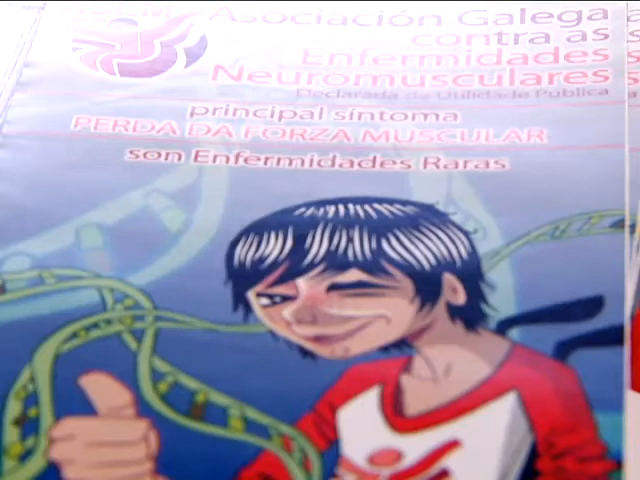 Asociación Galega
contra as
Enfermidades
Neuromusculares
Declarada de Utilidade Pública
principal síntoma
PERDA DA FORZA MUSCULAR
son Enfermidades Raras